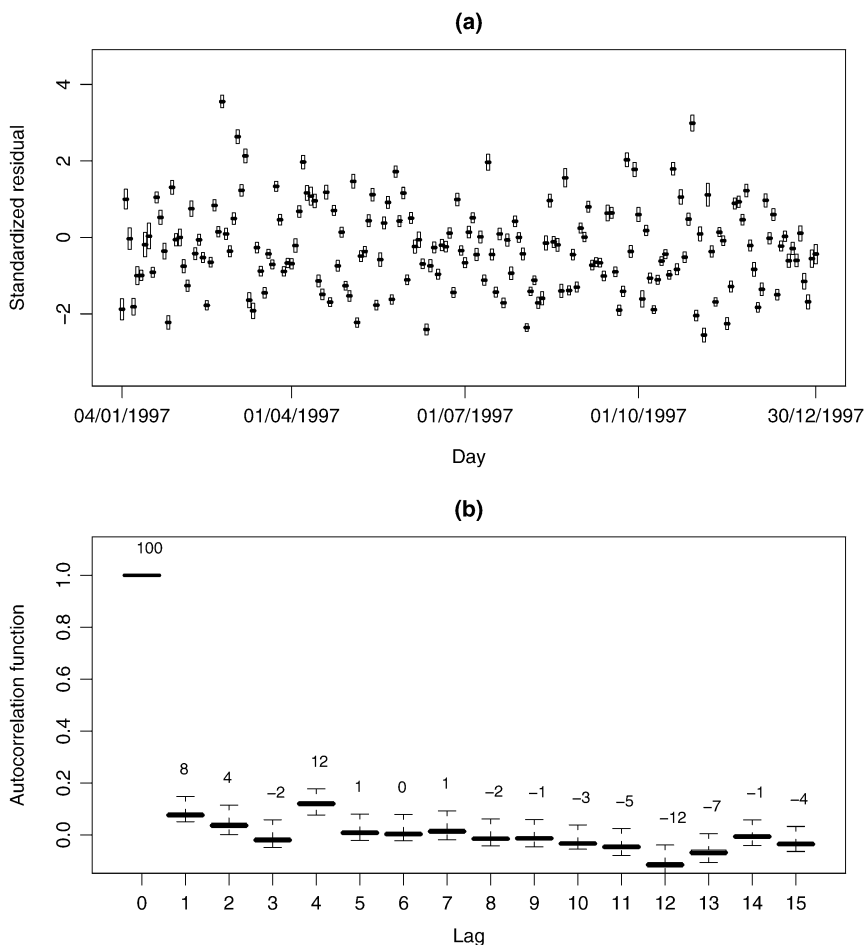 (a)
Standardized residual
4
2
0
−2
04/01/1997 01/04/1997 01/07/1997 01/10/1997 30/12/1997
Day
(b)
Autocorrelation function
1.0
0.8
0.6
0.4
0.2
0.0
100 8 4 −2 12 1 0 1 −2 −1 −3 −5 −12 −7 −1 −4
0 1 2 3 4 5 6 7 8 9 10 11 12 13 14 15
Lag